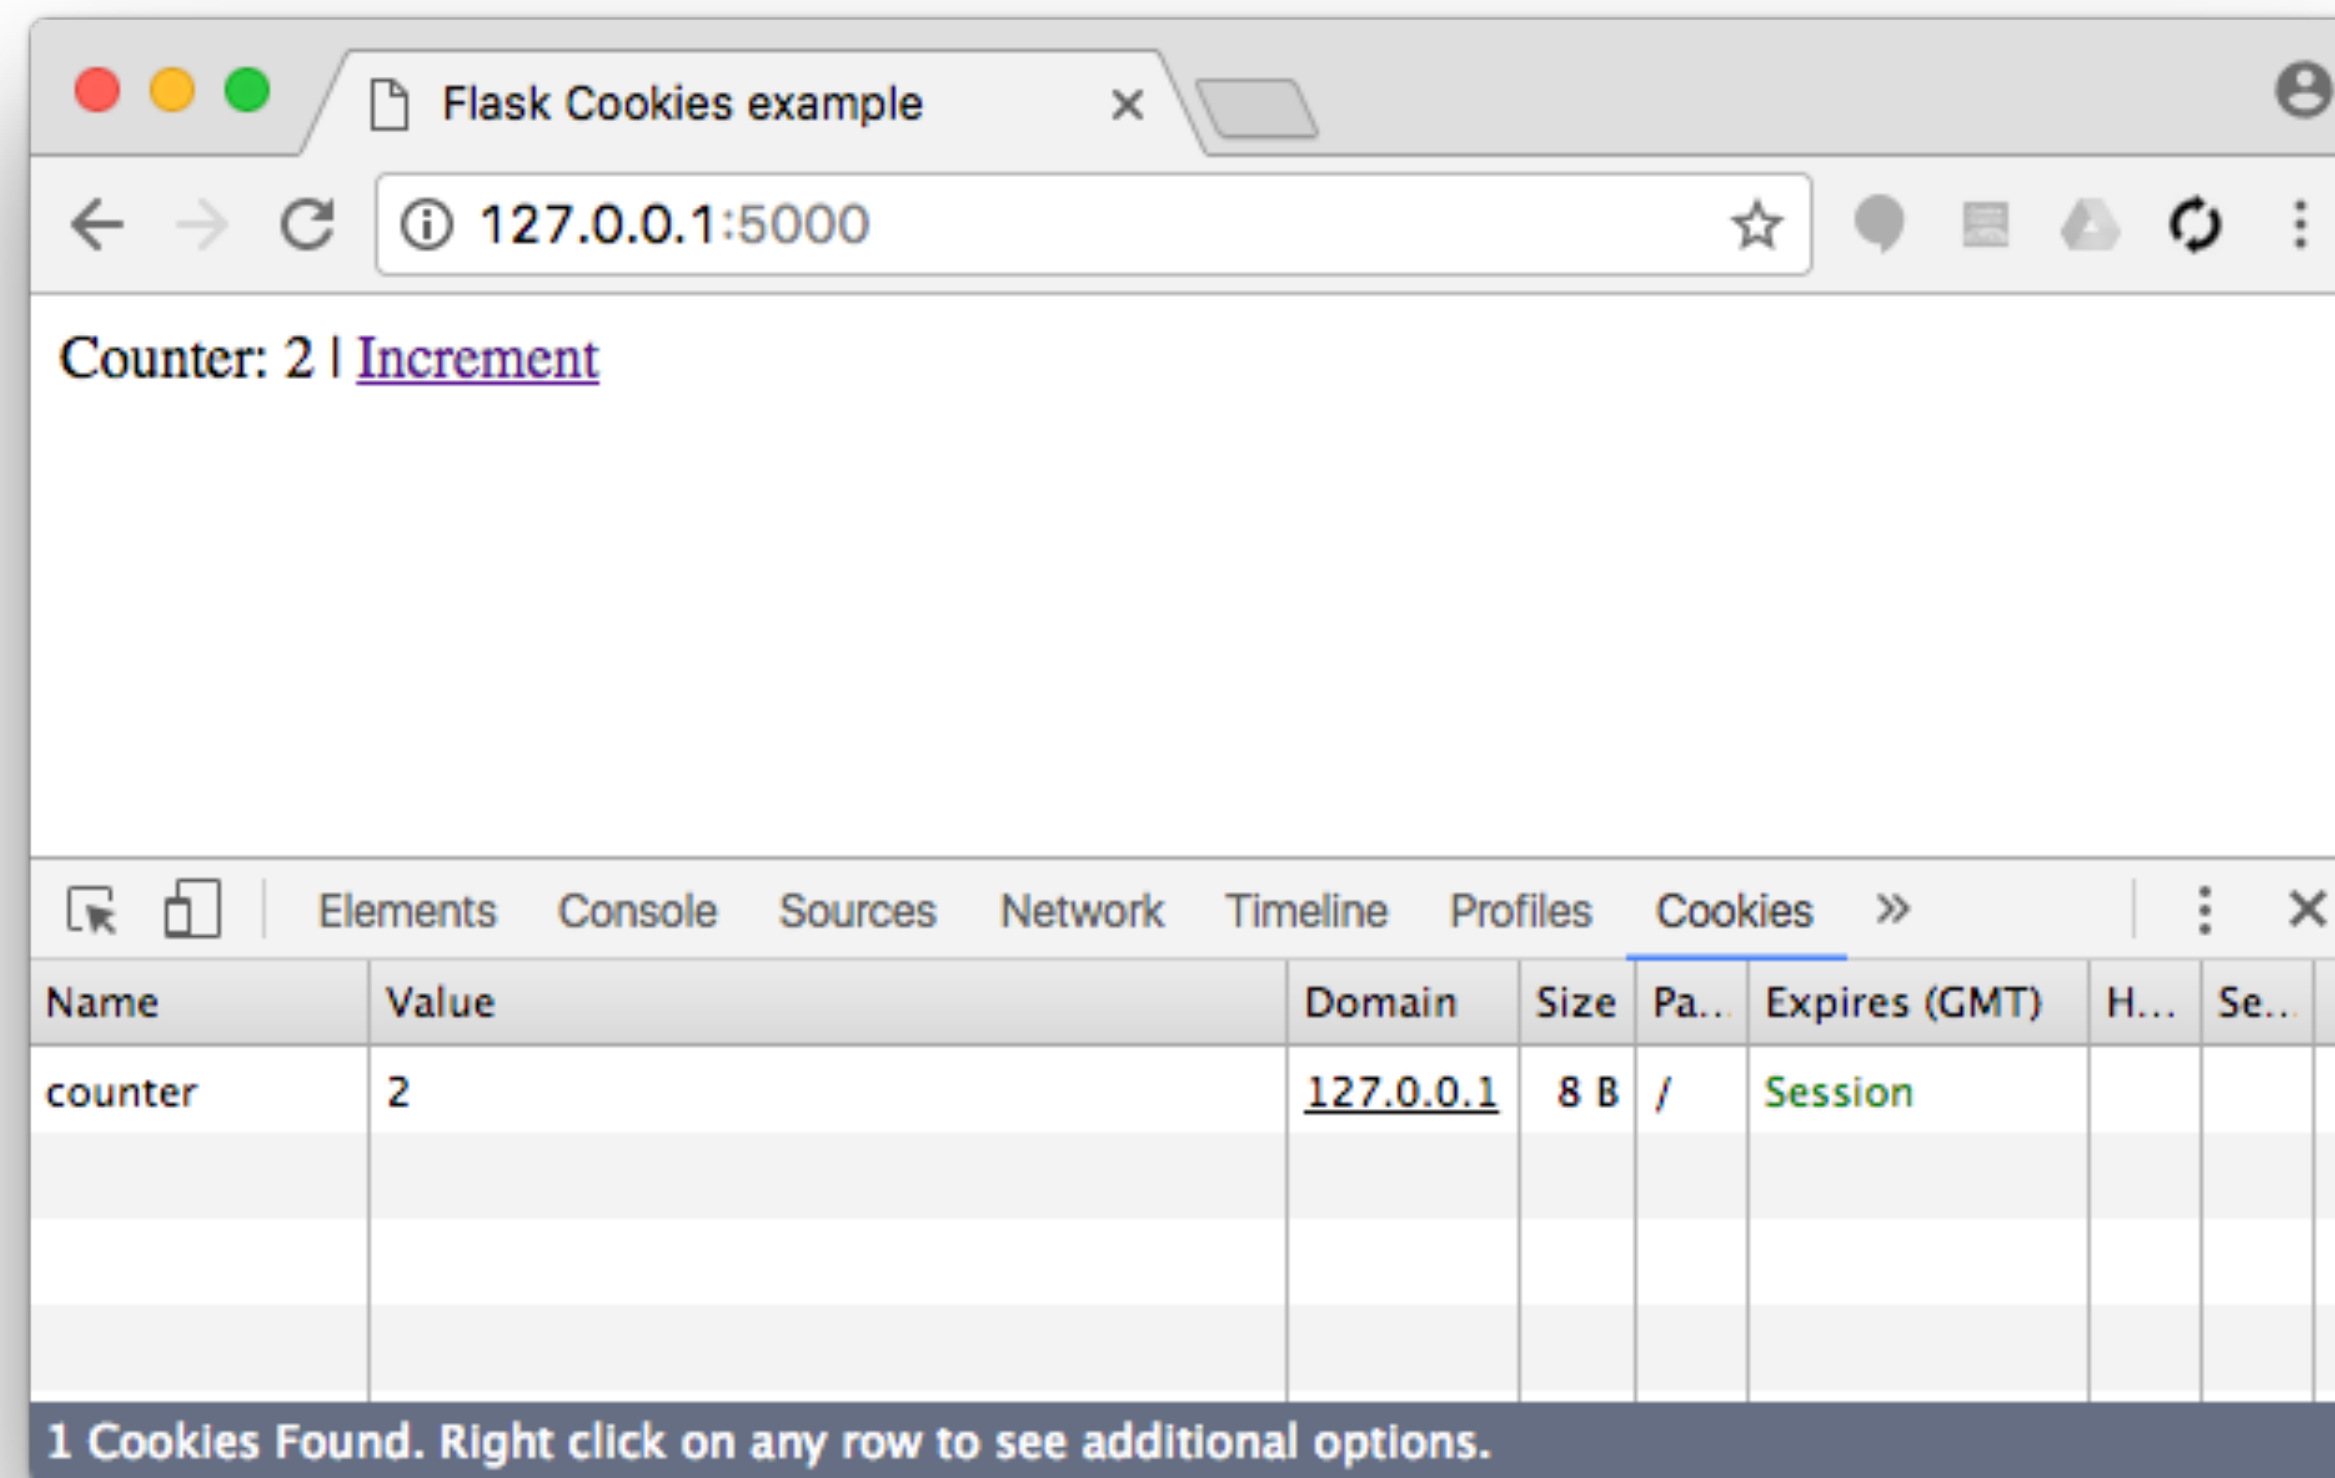 Flask Cookies example
127.0.0.1:5000
Counter: 2 | Increment
Elements Console Sources Network Timeline Profiles Cookies »
Name Value Domain Size Pa... Expires (GMT) H... Se...
counter 2 127.0.0.1 8 B / Session
1 Cookies Found. Right click on any row to see additional options.